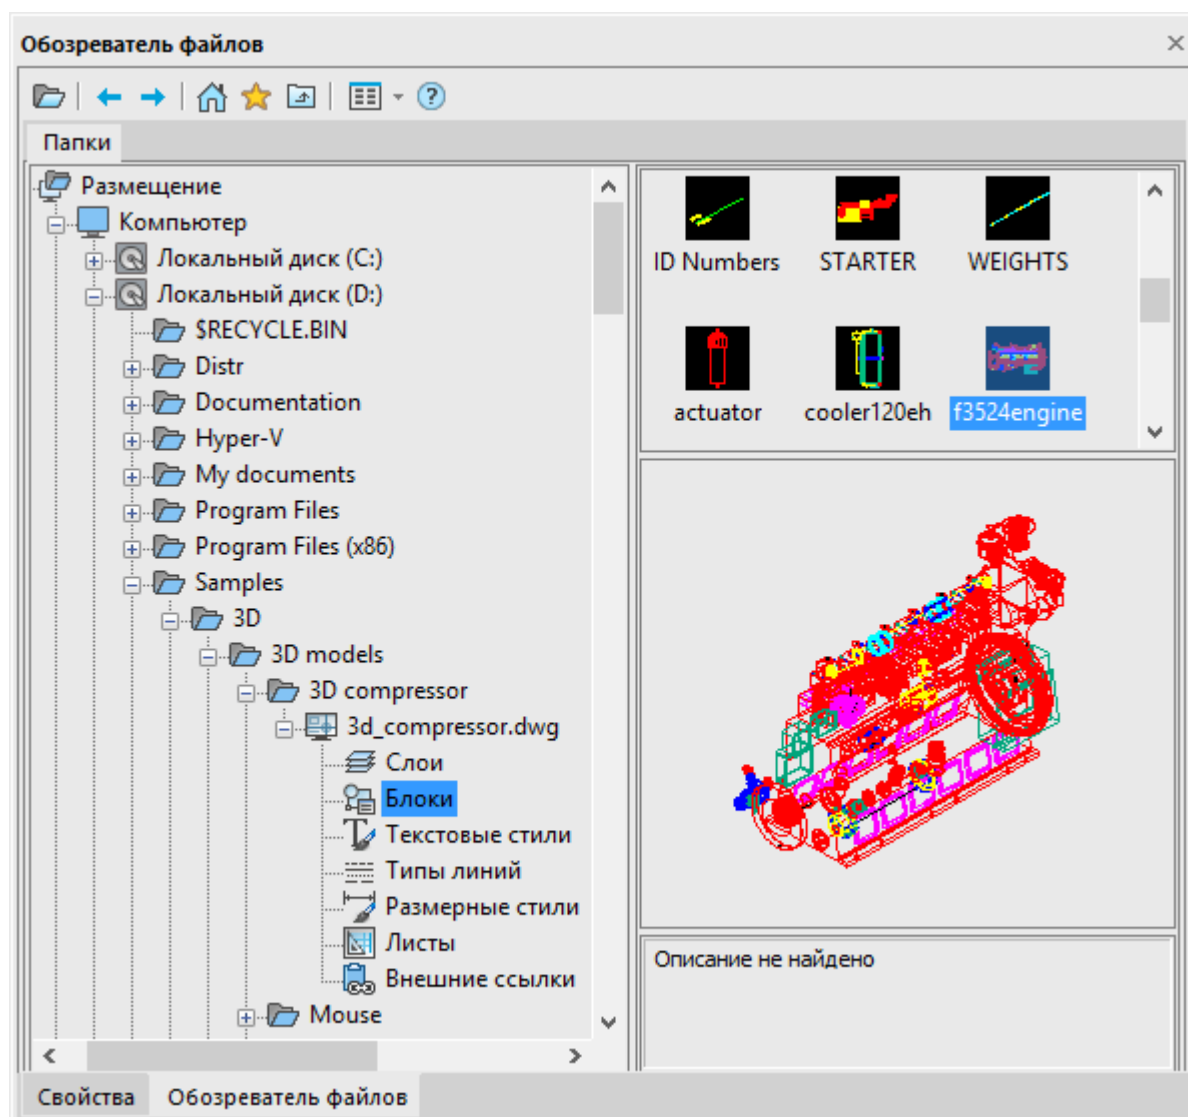 Обозреватель файлов
Папки
Размещение
Компьютер
Локальный диск (C:)
Локальный диск (D:)
$RECYCLE.BIN
Distr
Documentation
Hyper-V
My documents
Program Files
Program Files (x86)
Samples
3D
3D models
3D compressor
3d_compressor.dwg
Слои
Блоки
Текстовые стили
Типы линий
Размерные стили
Листы
Внешние ссылки
Mouse
ID Numbers STARTER WEIGHTS
actuator cooler120eh f3524engine
Описание не найдено
Свойства Обозреватель файлов